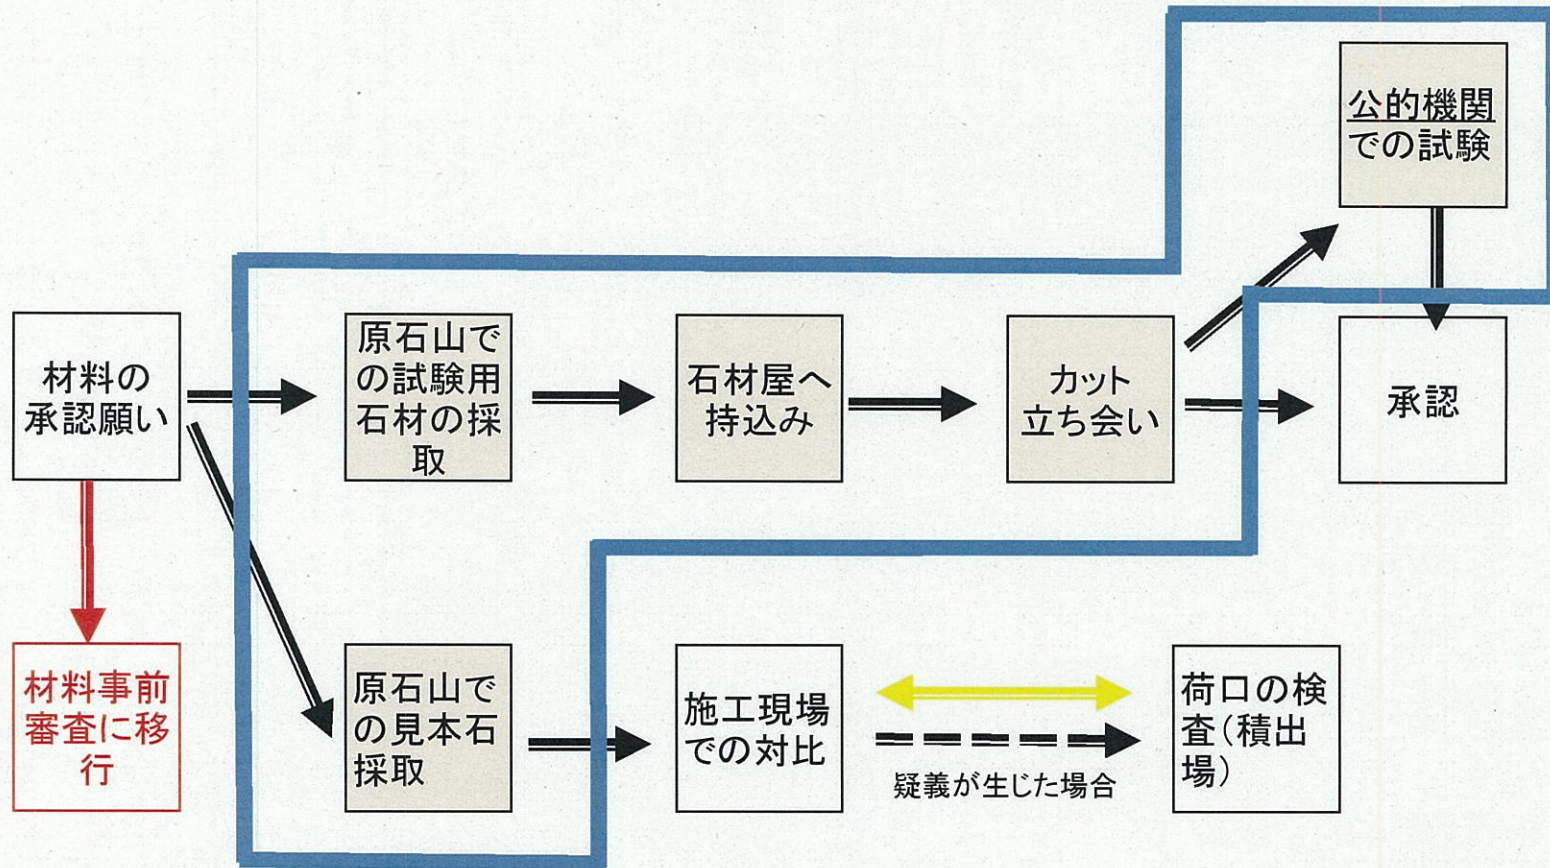 公的機関
での試験
材料の
承認願い
原石山で
の試験用
石材の採
取
石材屋へ
持込み
カット
立ち会い
承認
材料事前
審査に移
行
原石山で
の見本石
採取
施工現場
での対比
疑義が生じた場合
荷口の検
査(積出
場)